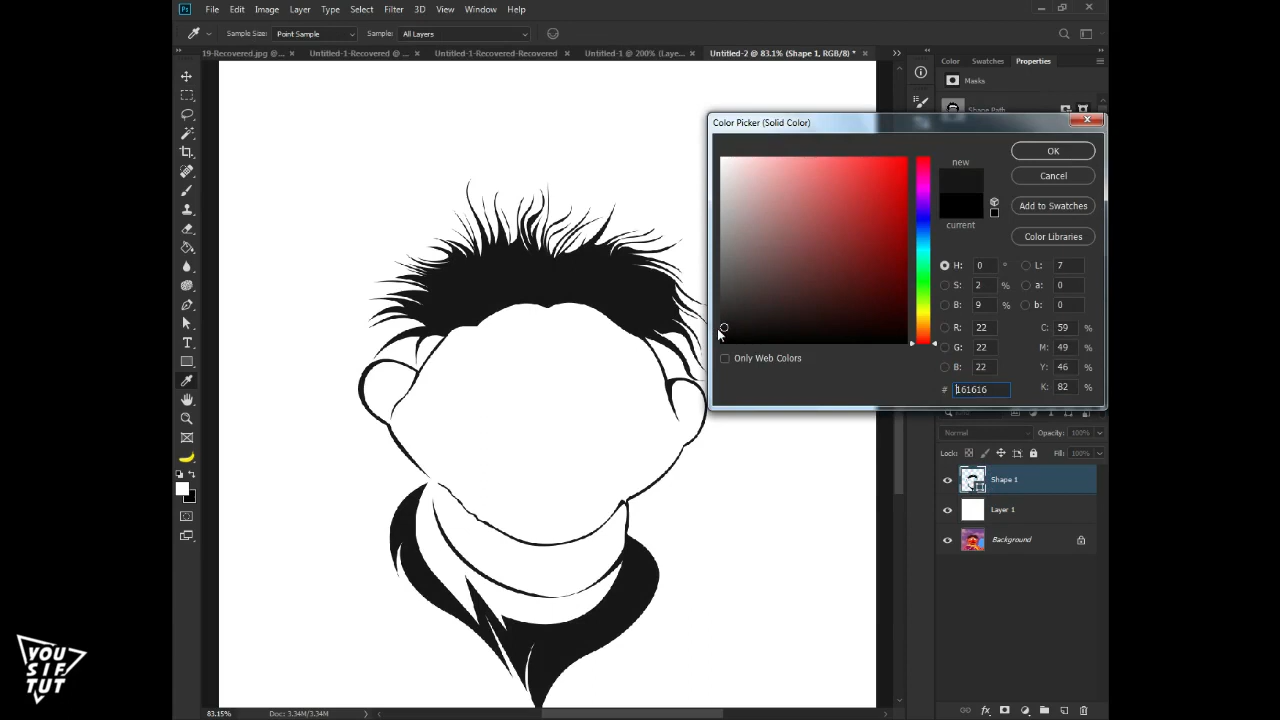 Ps File Edit Image Layer Type Select Filter 3D View Window Help
Sample Size: Point Sample Sample: All Layers
19-Recovered.jpg @ ... Untitled-1-Recovered @ ... Untitled-1-Recovered-Recovered Untitled-1 @ 200% (Laye... Untitled-2 @ 83.1% (Shape 1, RGB/8) *
Color Swatches Properties
Masks
Shape Path
Color Picker (Solid Color)
new
current
OK
Cancel
Add to Swatches
Color Libraries
H: 0 ° L: 7
S: 2 % a: 0
B: 9 % b: 0
R: 22 C: 59 %
G: 22 M: 49 %
B: 22 Y: 46 %
# 161616 K: 82 %
Only Web Colors
Normal Opacity: 100%
Lock: Fill: 100%
Shape 1
Layer 1
Background
YOU
SIF
TUT
83.15% Doc: 3.34M/3.34M